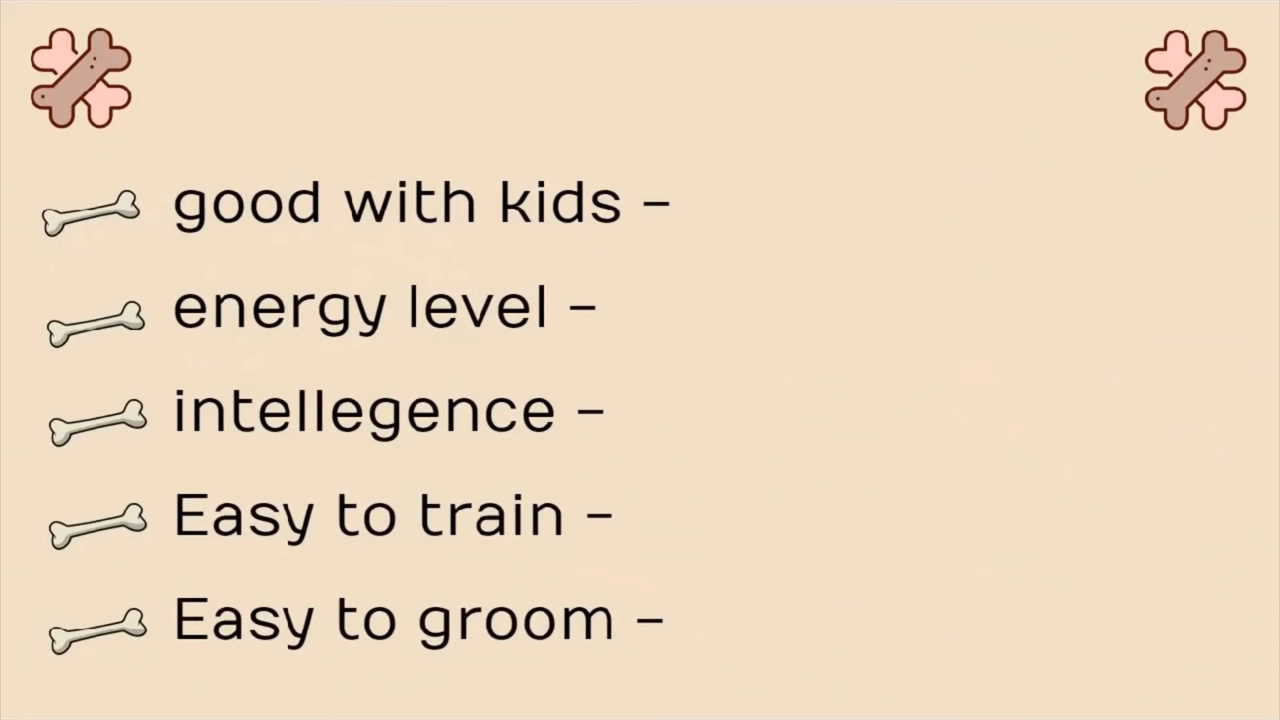 good with kids -
energy level -
intellegence -
Easy to train -
Easy to groom -